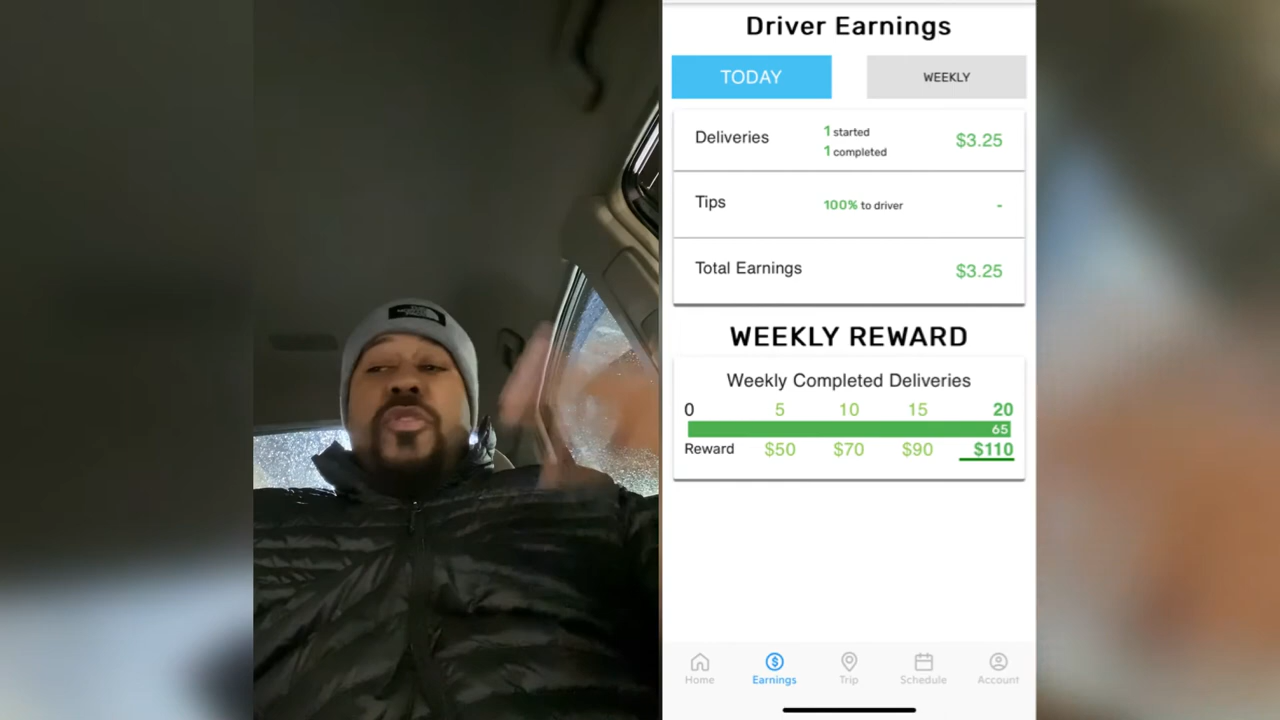 Driver Earnings
TODAY WEEKLY
Deliveries 1 started $3.25
1 completed
Tips 100% to driver -
Total Earnings $3.25
WEEKLY REWARD
Weekly Completed Deliveries
0 5 10 15 20
65
Reward $50 $70 $90 $110
Home Earnings Trip Schedule Account